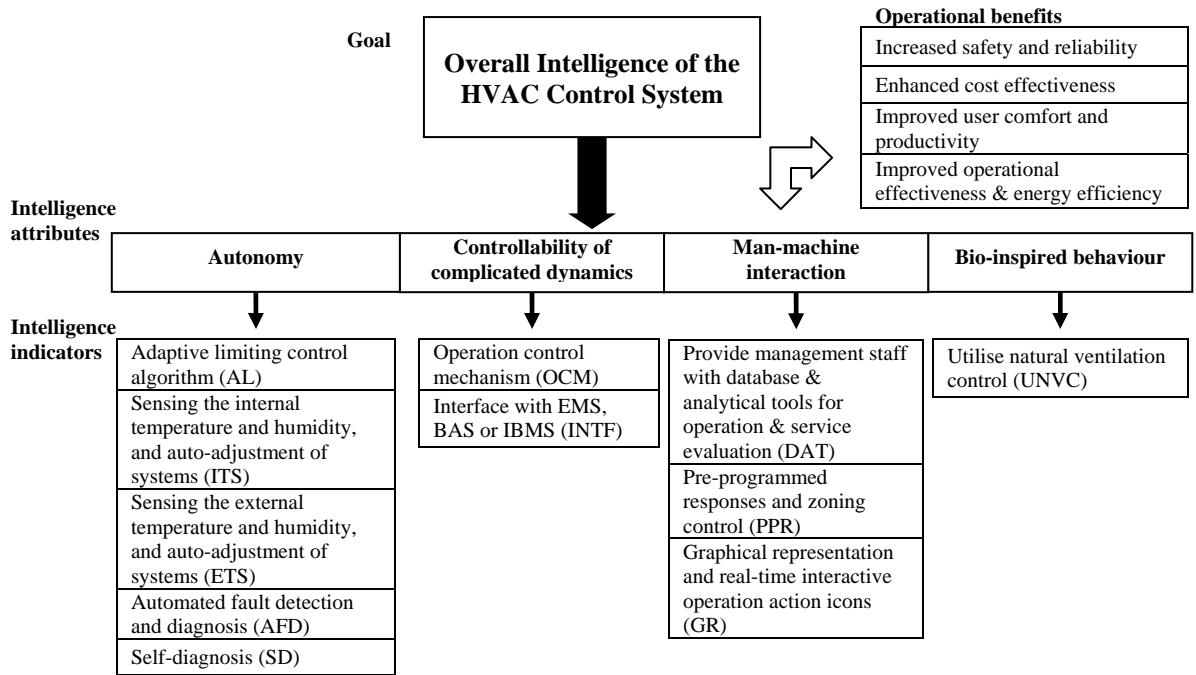 Operational benefits
Goal
Overall Intelligence of the
HVAC Control System
Increased safety and reliability
Enhanced cost effectiveness
Improved user comfort and
productivity
Improved operational
effectiveness & energy efficiency
Intelligence
attributes
Autonomy
Controllability of
complicated dynamics
Man-machine
interaction
Bio-inspired behaviour
Intelligence
indicators
Adaptive limiting control
algorithm (AL)
Sensing the internal
temperature and humidity,
and auto-adjustment of
systems (ITS)
Sensing the external
temperature and humidity,
and auto-adjustment of
systems (ETS)
Automated fault detection
and diagnosis (AFD)
Self-diagnosis (SD)
Operation control
mechanism (OCM)
Interface with EMS,
BAS or IBMS (INTF)
Provide management staff
with database &
analytical tools for
operation & service
evaluation (DAT)
Pre-programmed
responses and zoning
control (PPR)
Graphical representation
and real-time interactive
operation action icons
(GR)
Utilise natural ventilation
control (UNVC)